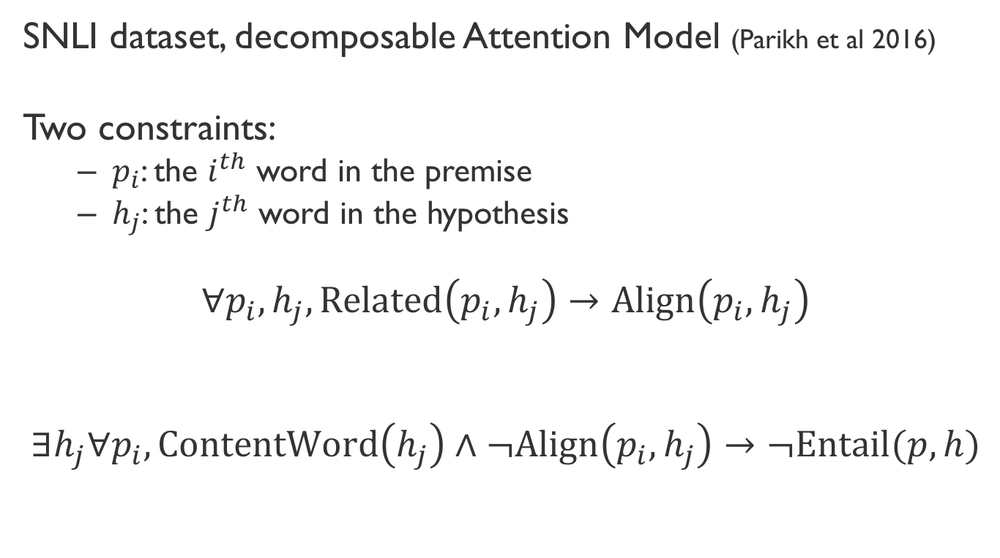 SNLI dataset, decomposable Attention Model (Parikh et al 2016)
Two constraints:
– $p_i$: the $i^{th}$ word in the premise
– $h_j$: the $j^{th}$ word in the hypothesis
$\forall p_i, h_j, \text{Related}(p_i, h_j) \rightarrow \text{Align}(p_i, h_j)$
$\exists h_j \forall p_i, \text{ContentWord}(h_j) \wedge \neg \text{Align}(p_i, h_j) \rightarrow \neg \text{Entail}(p, h)$